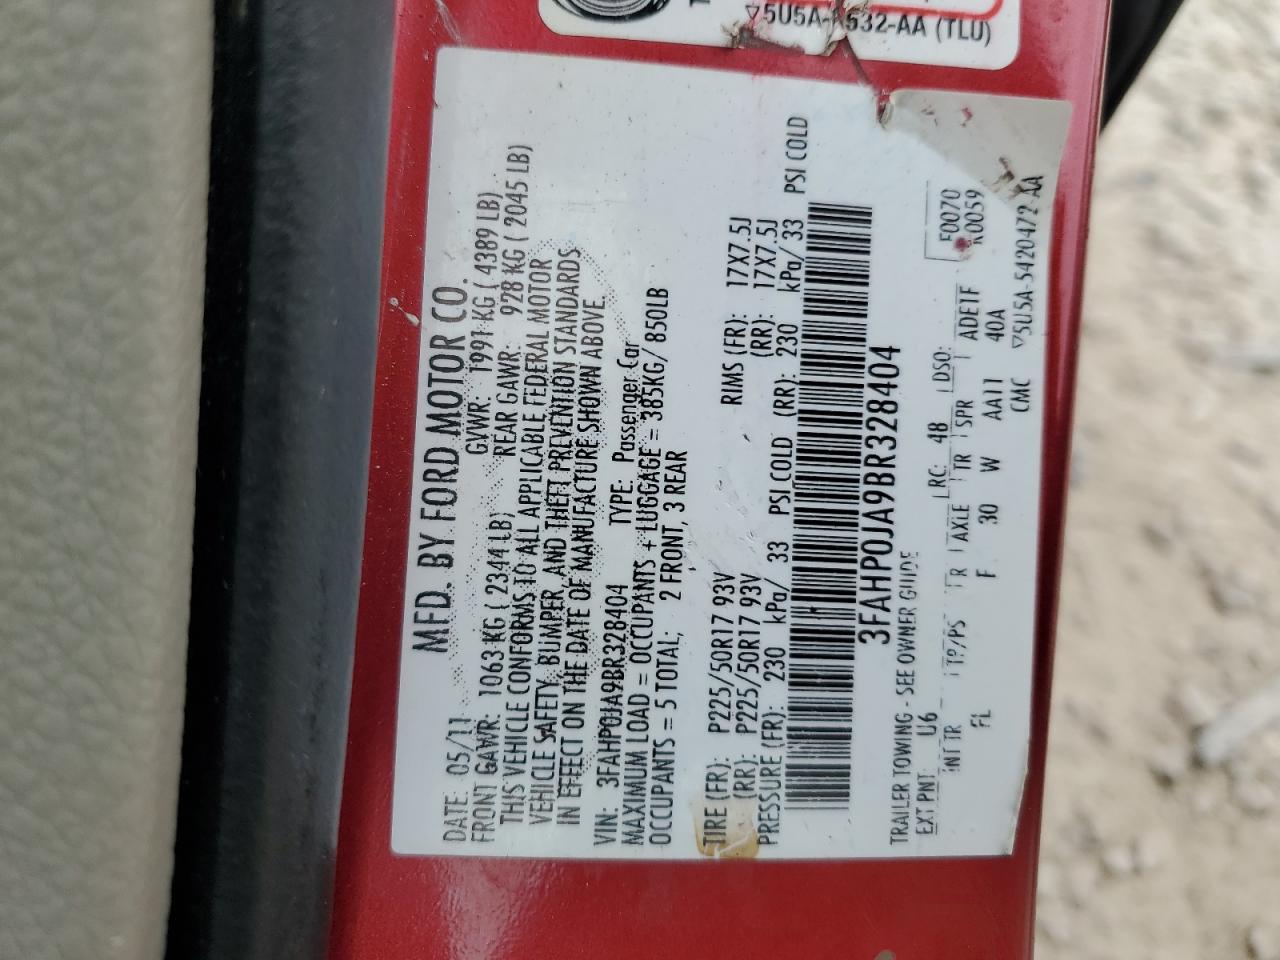 ▽5U5A-A532-AA (TLU)
MFD. BY FORD MOTOR CO.
DATE: 05/11 GVWR: 1991 KG ( 4389 LB)
FRONT GAWR: 1063 KG ( 2344 LB) REAR GAWR: 928 KG ( 2045 LB)
THIS VEHICLE CONFORMS TO ALL APPLICABLE FEDERAL MOTOR
VEHICLE SAFETY, BUMPER, AND THEFT PREVENTION STANDARDS
IN EFFECT ON THE DATE OF MANUFACTURE SHOWN ABOVE.
VIN: 3FAHP0JA9BR328404 TYPE: Passenger Car
MAXIMUM LOAD = OCCUPANTS + LUGGAGE = 385KG/ 850LB
OCCUPANTS = 5 TOTAL; 2 FRONT, 3 REAR
TIRE (FR): P225/50R17 93V RIMS (FR): 17X7.5J
(RR): P225/50R17 93V (RR): 17X7.5J
PRESSURE (FR): 230 kPa/ 33 PSI COLD (RR): 230 kPa/ 33 PSI COLD
3FAHP0JA9BR328404
TRAILER TOWING - SEE OWNER GUIDE
EXT PNT: U6 RC: 48 DSO: F0070
INT TR TP/PS R AXLE TR SPR ADETF R0059
FL F 30 W AA11 40A
CMC ▽5U5A-5420472-AA